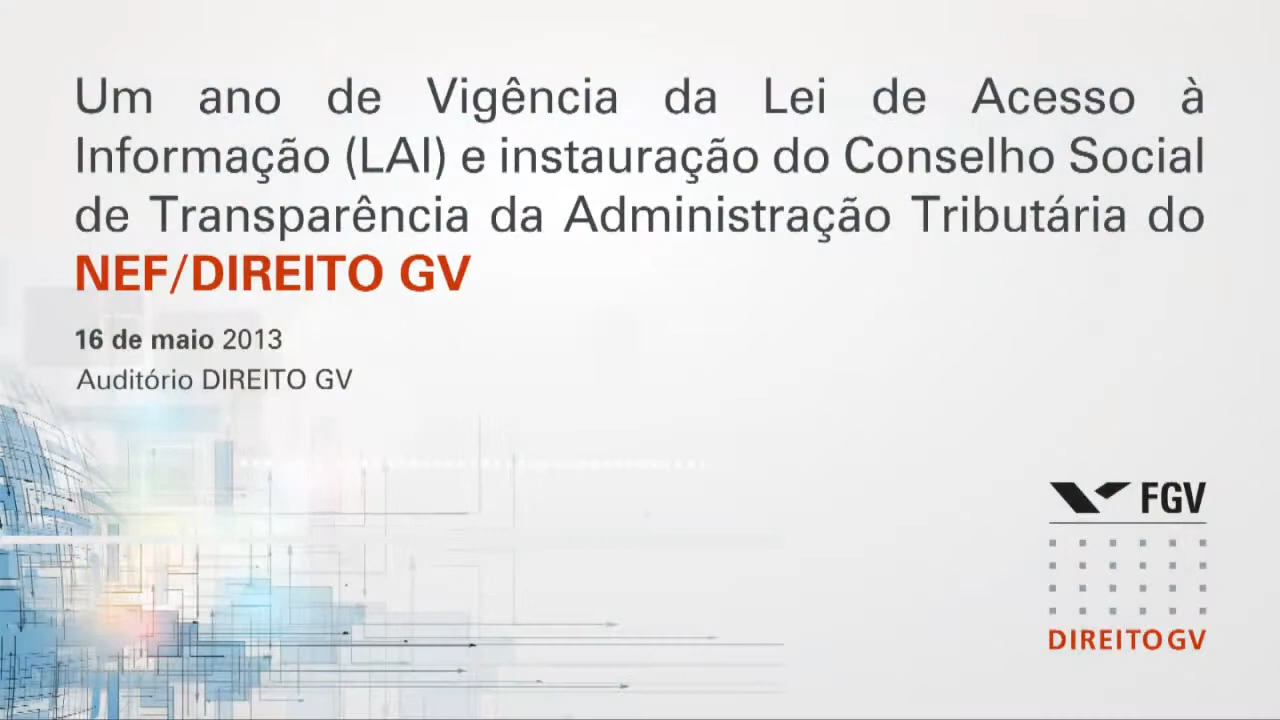 Um ano de Vigência da Lei de Acesso à
Informação (LAI) e instauração do Conselho Social
de Transparência da Administração Tributária do
NEF/DIREITO GV
16 de maio 2013
Auditório DIREITO GV
FGV
DIREITO GV